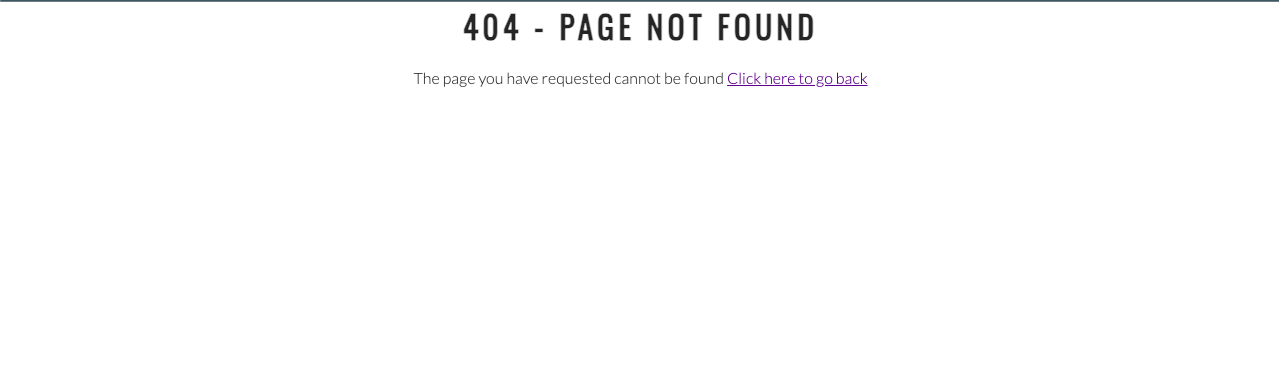 404 - PAGE NOT FOUND
The page you have requested cannot be found Click here to go back